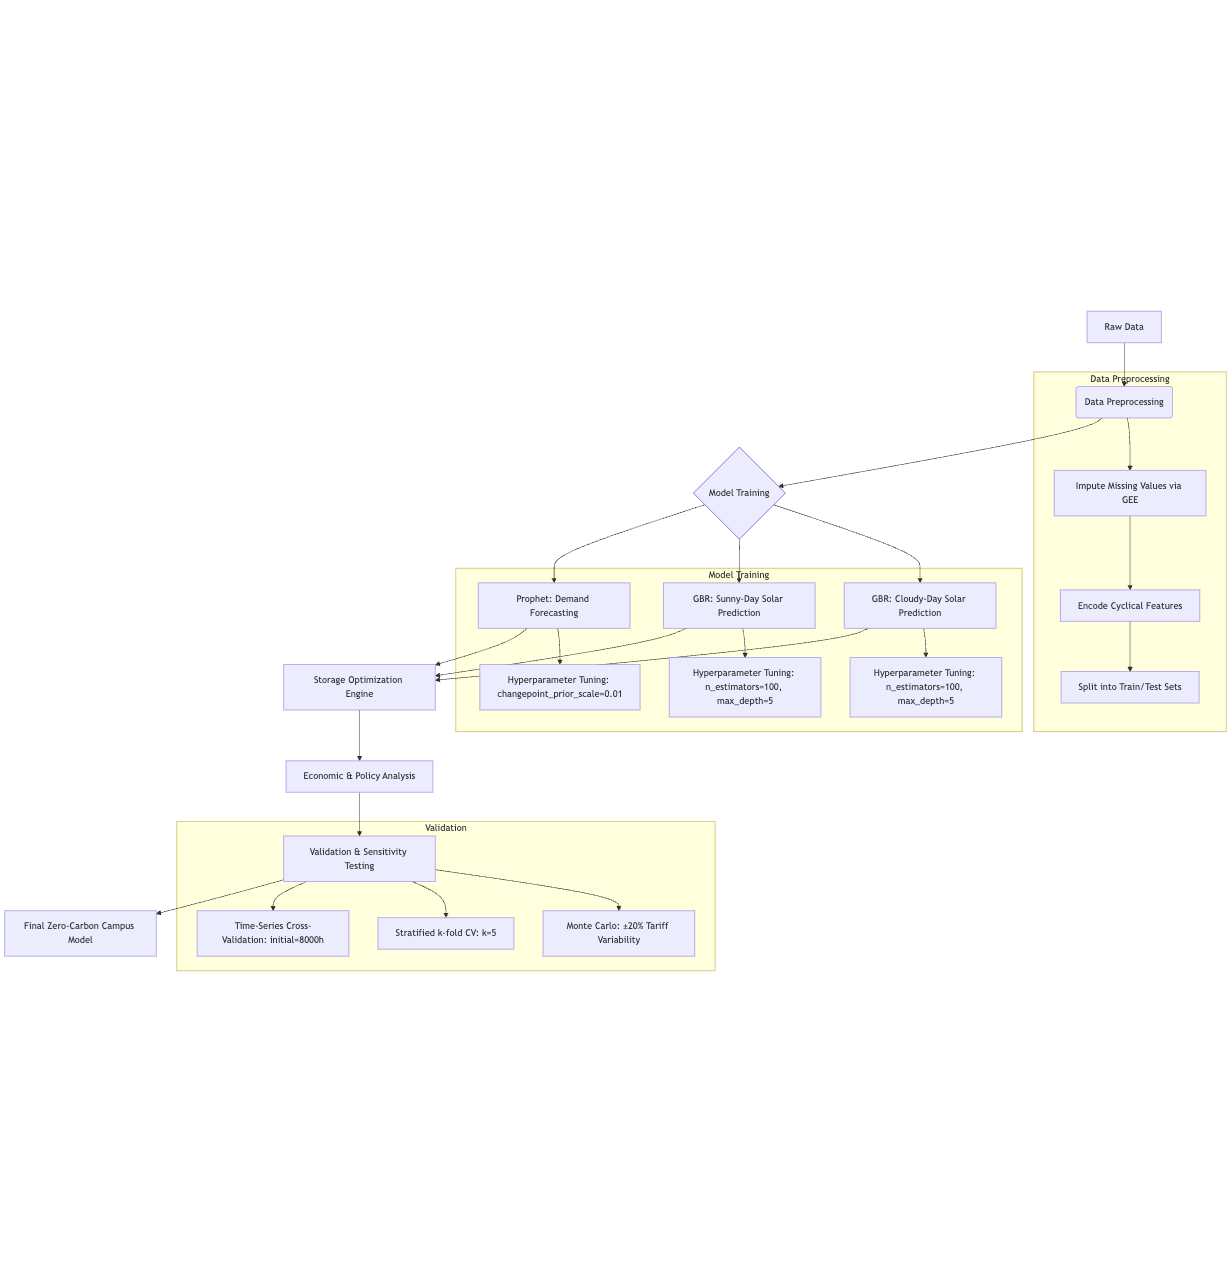 Raw Data
Data Preprocessing
Data Preprocessing
Impute Missing Values via
GEE
Encode Cyclical Features
Split into Train/Test Sets
Model Training
Model Training
Prophet: Demand
Forecasting
GBR: Sunny-Day Solar
Prediction
GBR: Cloudy-Day Solar
Prediction
Hyperparameter Tuning:
changepoint_prior_scale=0.01
Hyperparameter Tuning:
n_estimators=100,
max_depth=5
Hyperparameter Tuning:
n_estimators=100,
max_depth=5
Storage Optimization
Engine
Economic & Policy Analysis
Validation
Validation & Sensitivity
Testing
Final Zero-Carbon Campus
Model
Time-Series Cross-
Validation: initial=8000h
Stratified k-fold CV: k=5
Monte Carlo: ±20% Tariff
Variability